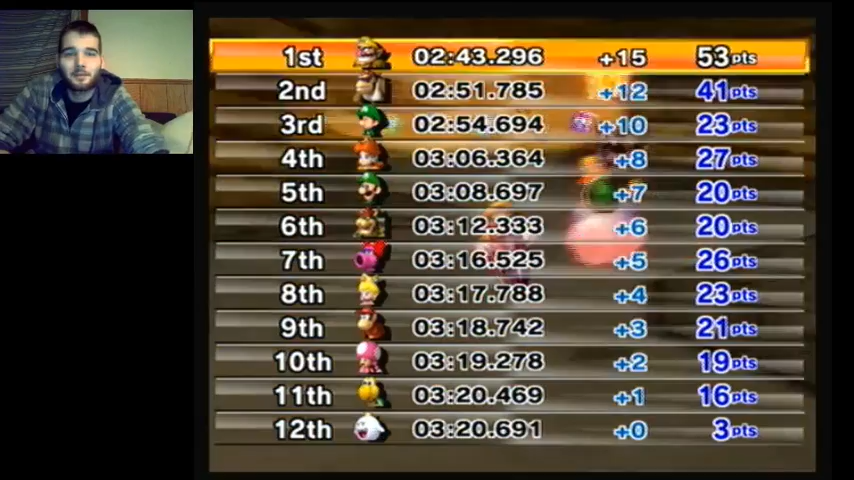 1st 02:43.296 +15 53pts
2nd 02:51.785 +12 41pts
3rd 02:54.694 +10 23pts
4th 03:06.364 +8 27pts
5th 03:08.697 +7 20pts
6th 03:12.333 +6 20pts
7th 03:16.525 +5 26pts
8th 03:17.788 +4 23pts
9th 03:18.742 +3 21pts
10th 03:19.278 +2 19pts
11th 03:20.469 +1 16pts
12th 03:20.691 +0 3pts